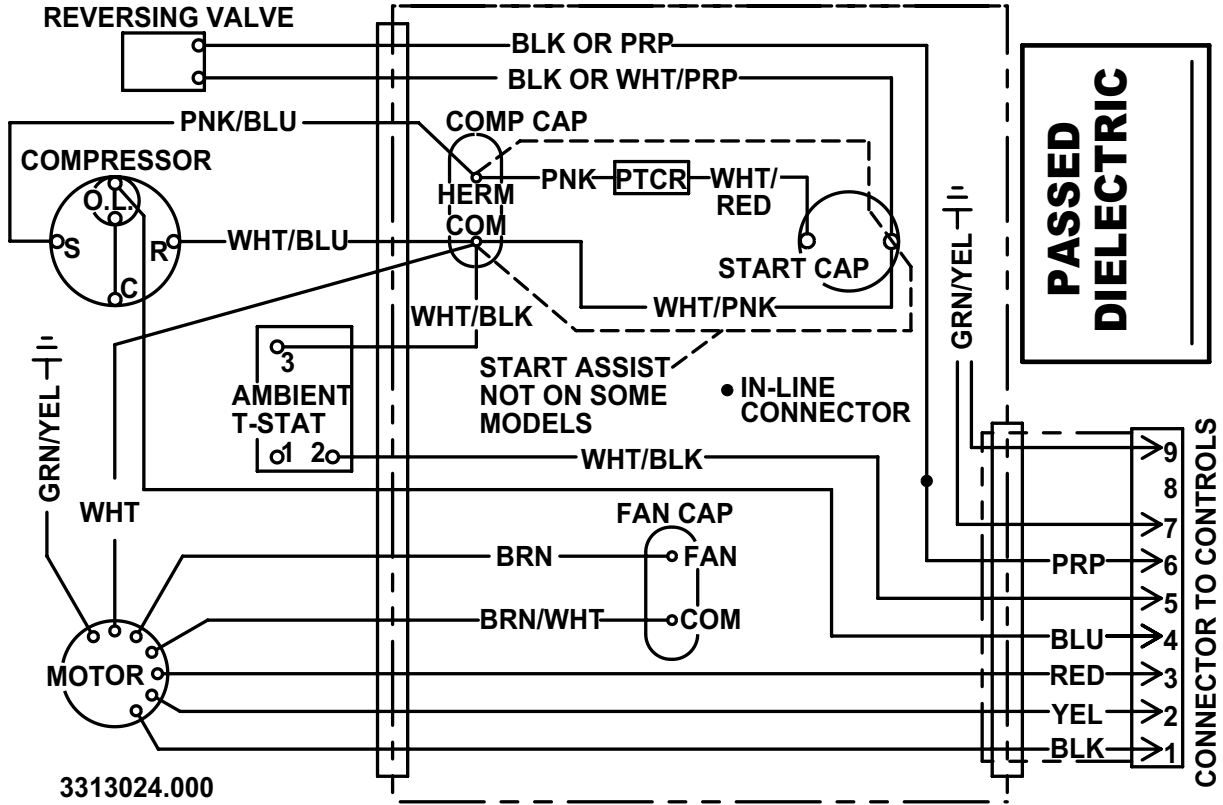 REVERSING VALVE
BLK OR PRP
BLK OR WHT/PRP
PNK/BLU
COMP CAP
COMPRESSOR
O.L.
S
R
C
HERM
COM
PNK
PTCR
WHT/
RED
WHT/BLU
START CAP
WHT/PNK
WHT/BLK
GRN/YEL
PASSED
DIELECTRIC
3
AMBIENT
T-STAT
1 2
START ASSIST
NOT ON SOME
MODELS
IN-LINE
CONNECTOR
GRN/YEL
WHT
WHT/BLK
FAN CAP
BRN
FAN
BRN/WHT
COM
MOTOR
9
8
7
PRP
6
5
BLU
4
RED
3
YEL
2
BLK
1
CONNECTOR TO CONTROLS
3313024.000